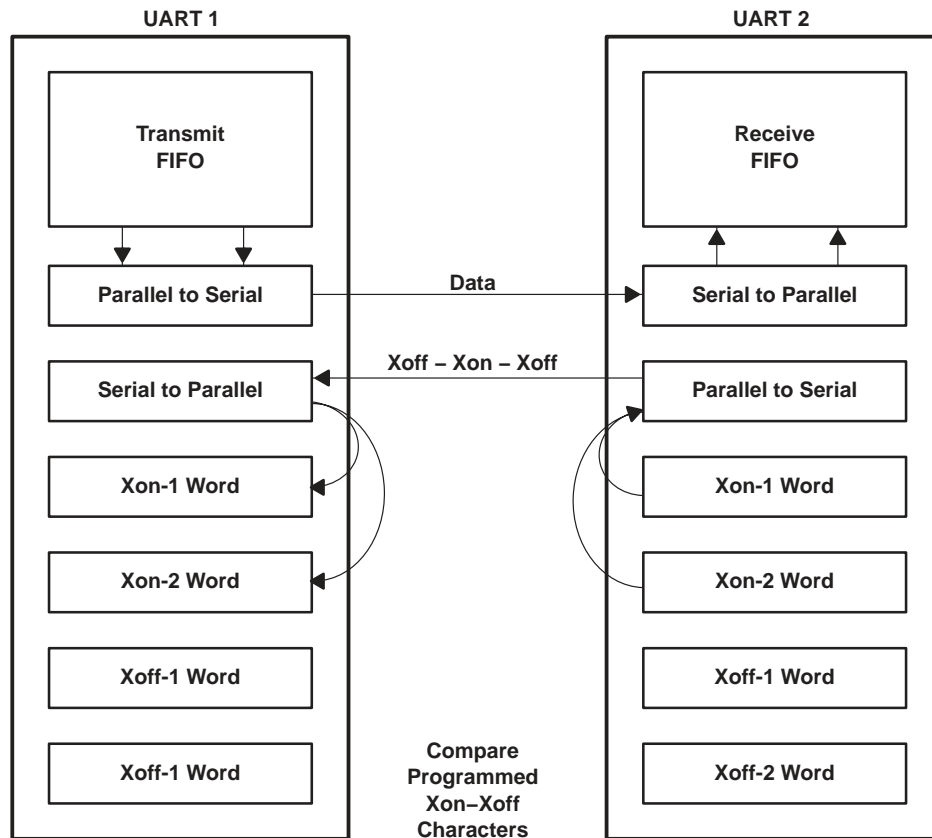 UART 1
UART 2
Transmit
FIFO
Receive
FIFO
Parallel to Serial
Data
Serial to Parallel
Xoff – Xon – Xoff
Serial to Parallel
Parallel to Serial
Xon-1 Word
Xon-1 Word
Xon-2 Word
Xon-2 Word
Xoff-1 Word
Xoff-1 Word
Xoff-1 Word
Compare
Programmed
Xon–Xoff
Characters
Xoff-2 Word